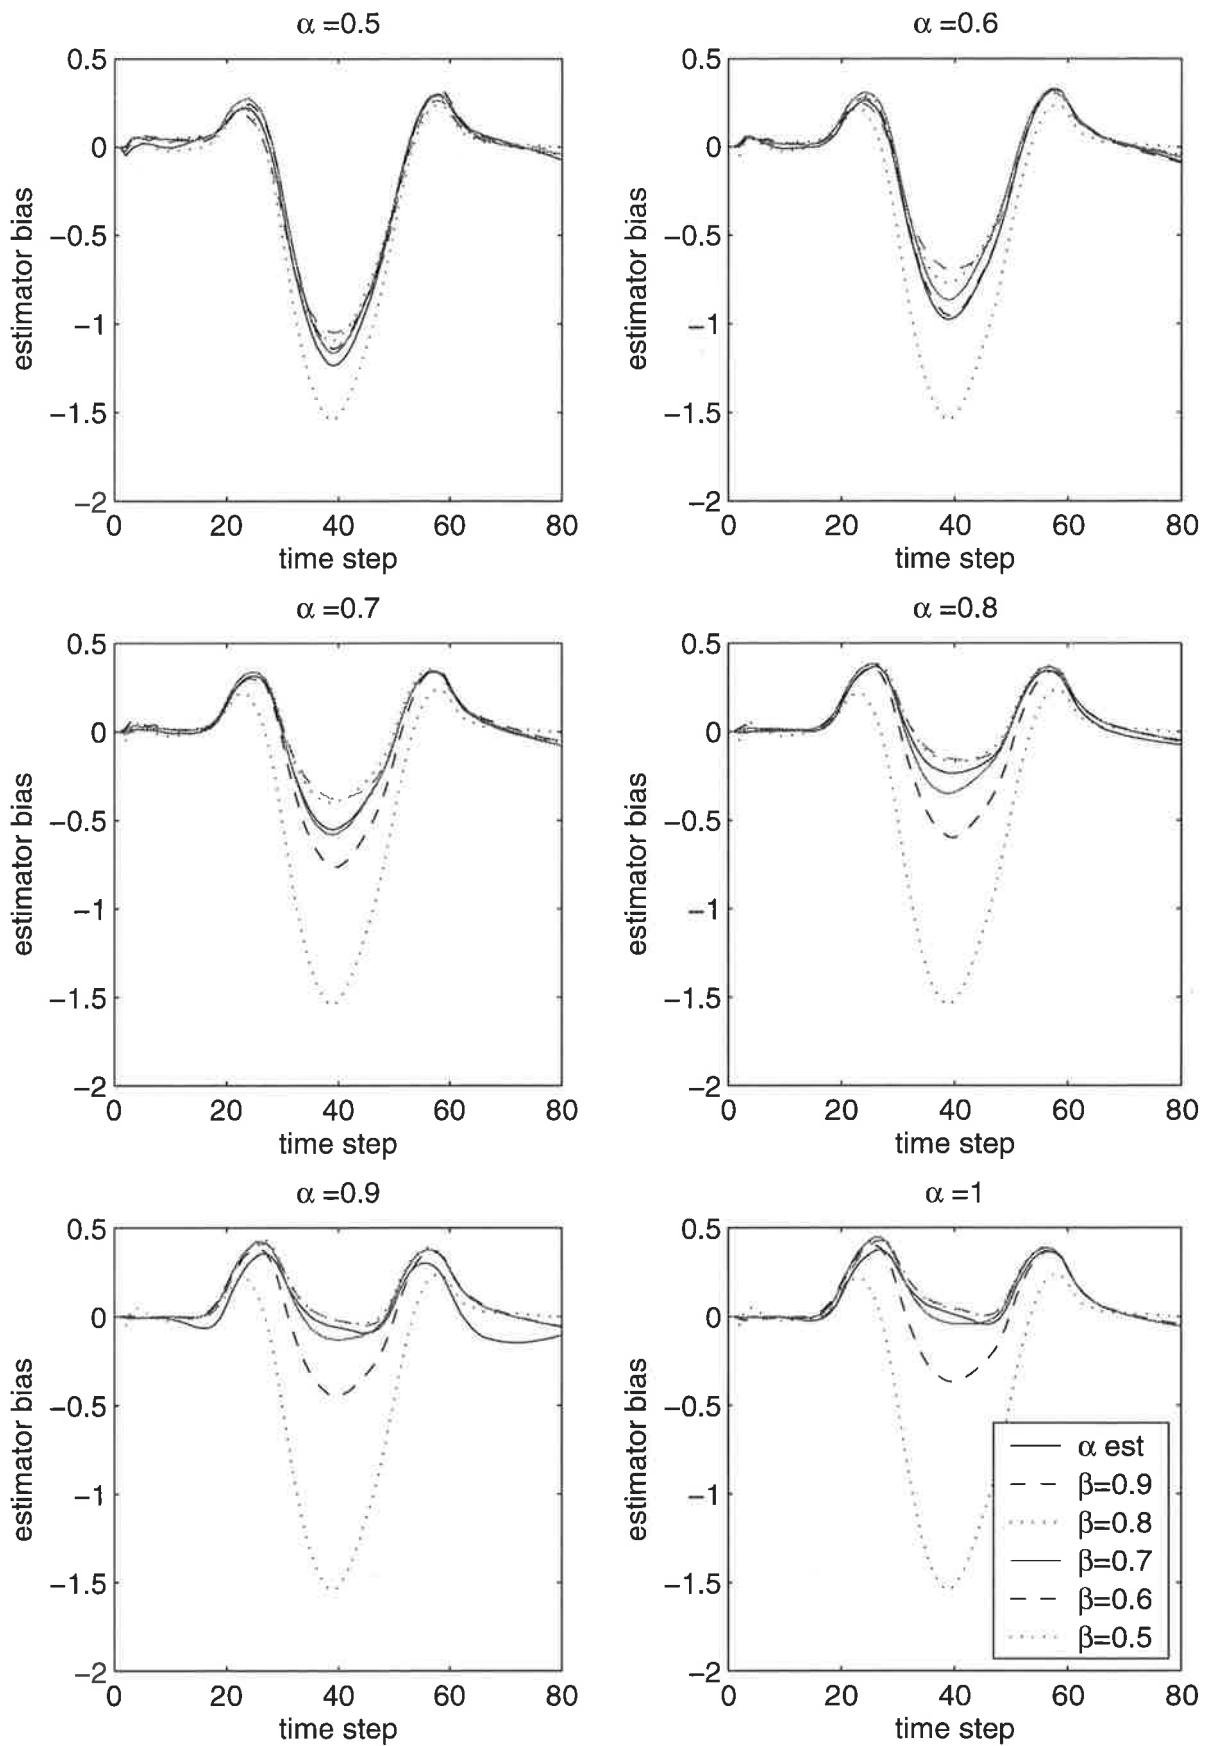 α =0.5
α =0.6
0.5
0
−0.5
−1
−1.5
−2
estimator bias
0 20 40 60 80
time step
0.5
0
−0.5
−1
−1.5
−2
estimator bias
0 20 40 60 80
time step
α =0.7
α =0.8
0.5
0
−0.5
−1
−1.5
−2
estimator bias
0 20 40 60 80
time step
0.5
0
−0.5
−1
−1.5
−2
estimator bias
0 20 40 60 80
time step
α =0.9
α =1
0.5
0
−0.5
−1
−1.5
−2
estimator bias
0 20 40 60 80
time step
0.5
0
−0.5
−1
−1.5
−2
estimator bias
0 20 40 60 80
time step
α est
β=0.9
β=0.8
β=0.7
β=0.6
β=0.5